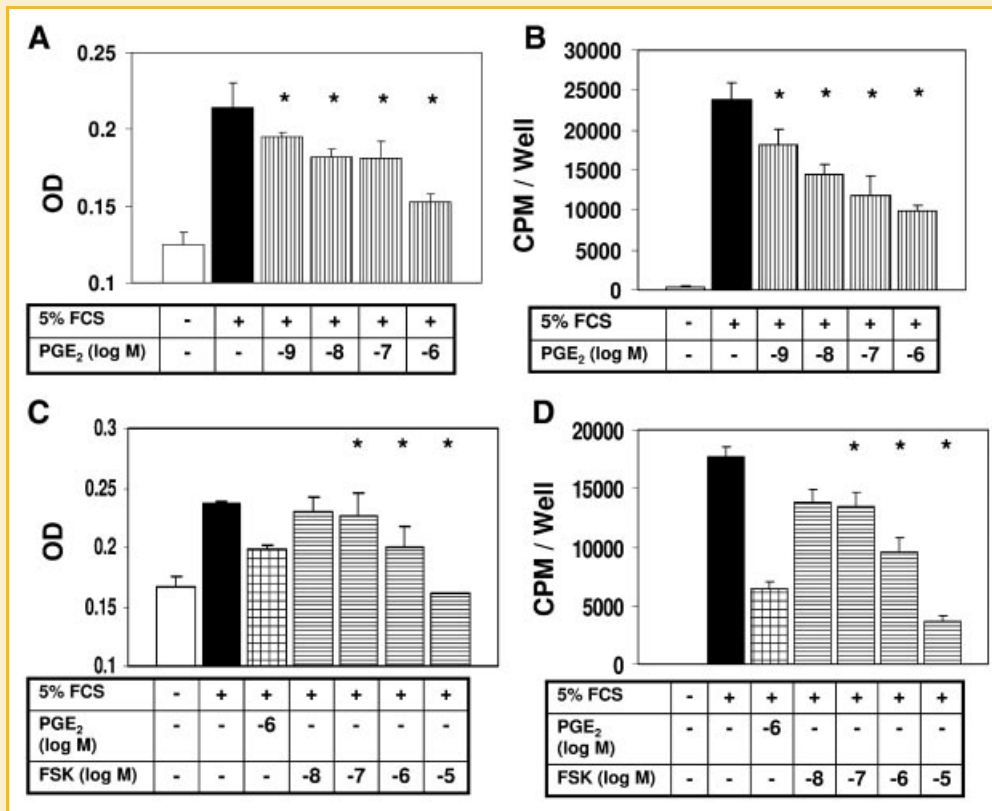 A
0.25
0.2
0.15
0.1
OD
* * * *
5% FCS - + + + + +
PGE₂ (log M) - - -9 -8 -7 -6
B
30000
25000
20000
15000
10000
5000
0
CPM / Well
* * * *
5% FCS - + + + + +
PGE₂ (log M) - - -9 -8 -7 -6
C
0.3
0.25
0.2
0.15
0.1
OD
* * *
5% FCS - + + + + + +
PGE₂ - - -6 - - - -
(log M)
FSK (log M) - - - -8 -7 -6 -5
D
20000
15000
10000
5000
0
CPM / Well
* * *
5% FCS - + + + + + +
PGE₂ - - -6 - - - -
(log M)
FSK (log M) - - - -8 -7 -6 -5